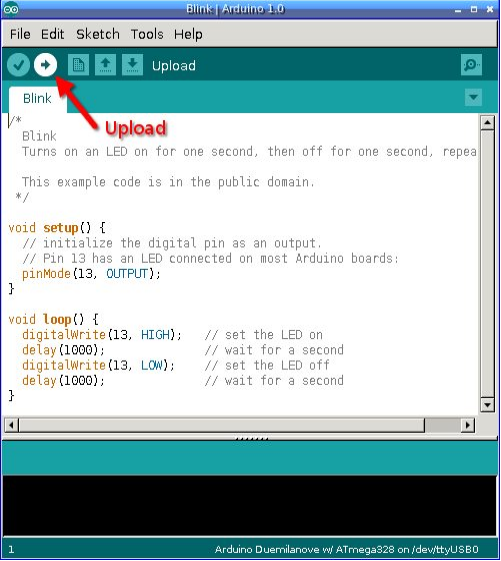 Blink | Arduino 1.0
File Edit Sketch Tools Help
Upload
Blink
Upload
/*
  Blink
  Turns on an LED on for one second, then off for one second, repea

  This example code is in the public domain.
 */

void setup() {
  // initialize the digital pin as an output.
  // Pin 13 has an LED connected on most Arduino boards:
  pinMode(13, OUTPUT);
}

void loop() {
  digitalWrite(13, HIGH);   // set the LED on
  delay(1000);              // wait for a second
  digitalWrite(13, LOW);    // set the LED off
  delay(1000);              // wait for a second
}
1 Arduino Duemilanove w/ ATmega328 on /dev/ttyUSB0